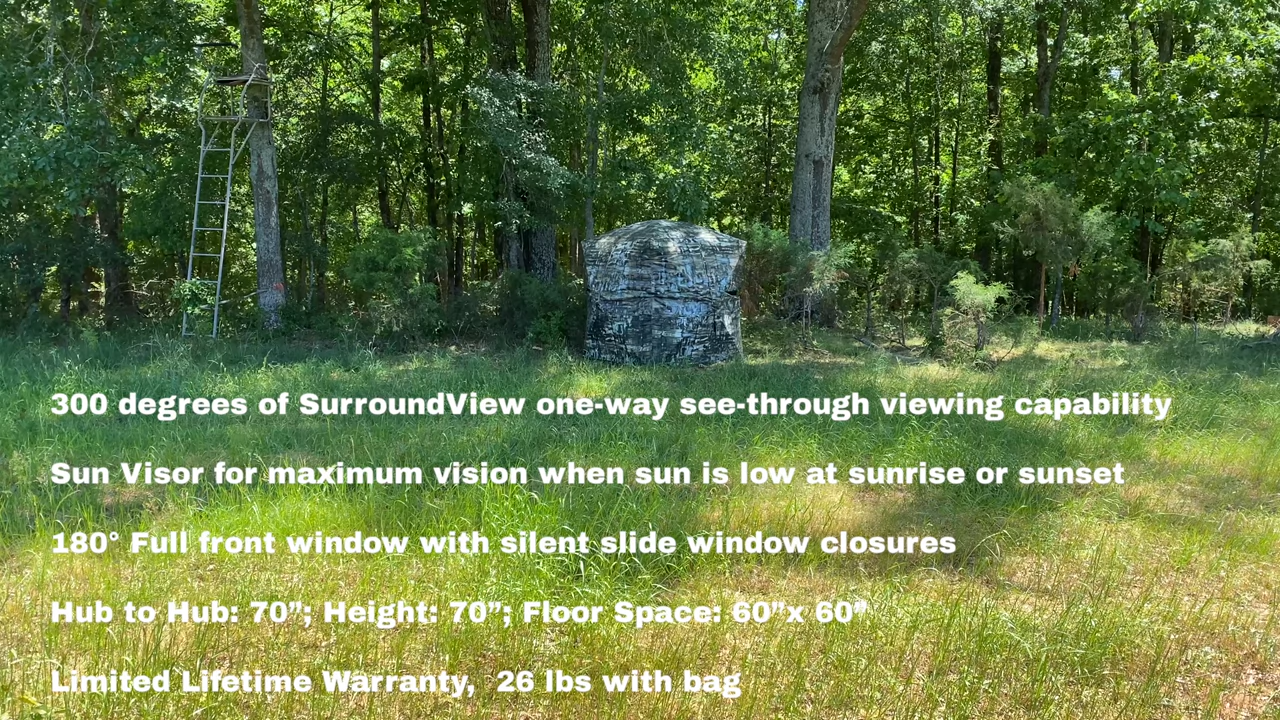 300 degrees of SurroundView one-way see-through viewing capability
Sun Visor for maximum vision when sun is low at sunrise or sunset
180° Full front window with silent slide window closures
Hub to Hub: 70”; Height: 70”; Floor Space: 60”x 60”
Limited Lifetime Warranty,  26 lbs with bag